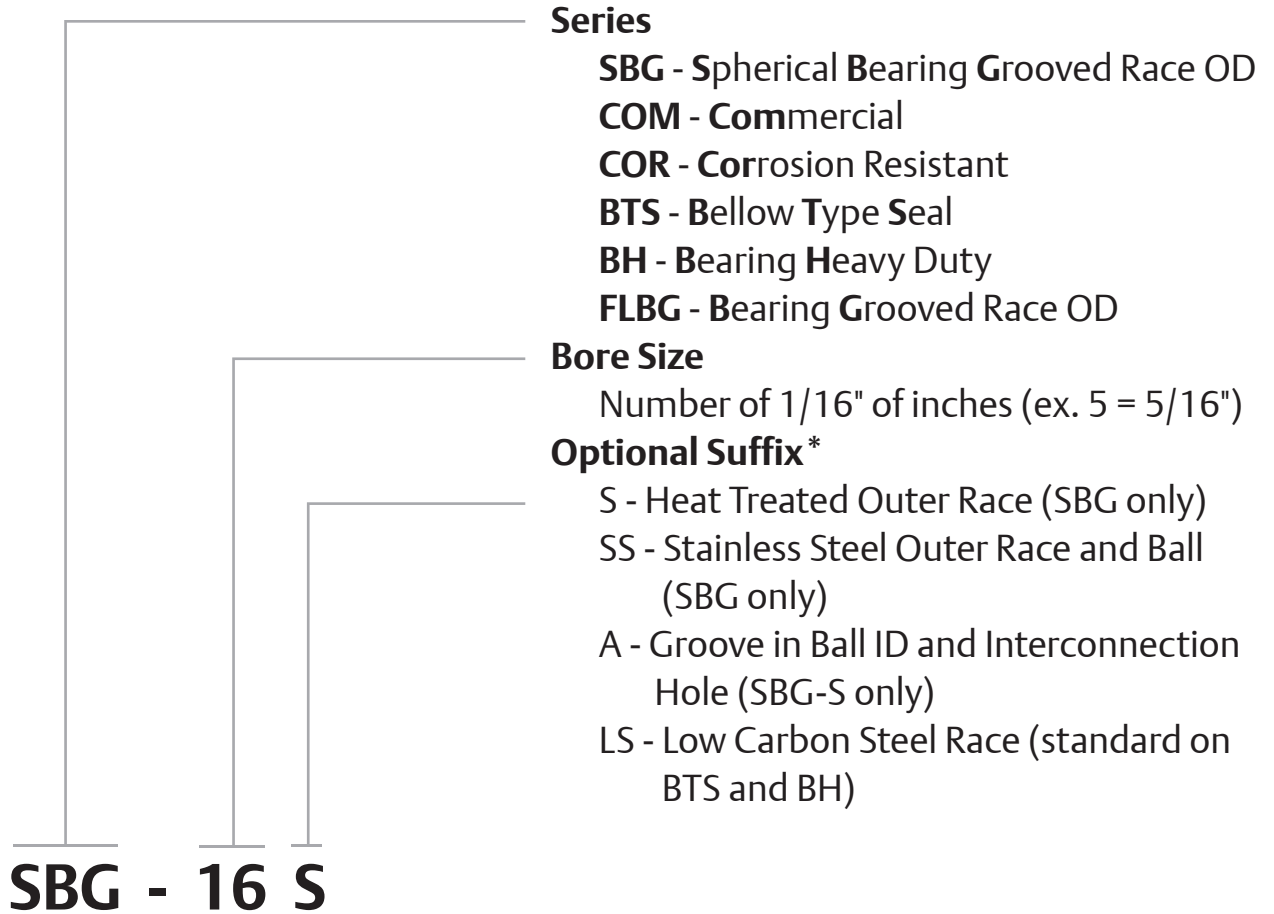 Series
SBG - Spherical Bearing Grooved Race OD
COM - Commercial
COR - Corrosion Resistant
BTS - Bellow Type Seal
BH - Bearing Heavy Duty
FLBG - Bearing Grooved Race OD
Bore Size
Number of 1/16" of inches (ex. 5 = 5/16")
Optional Suffix*
S - Heat Treated Outer Race (SBG only)
SS - Stainless Steel Outer Race and Ball
(SBG only)
A - Groove in Ball ID and Interconnection
Hole (SBG-S only)
LS - Low Carbon Steel Race (standard on
BTS and BH)
SBG - 16 S